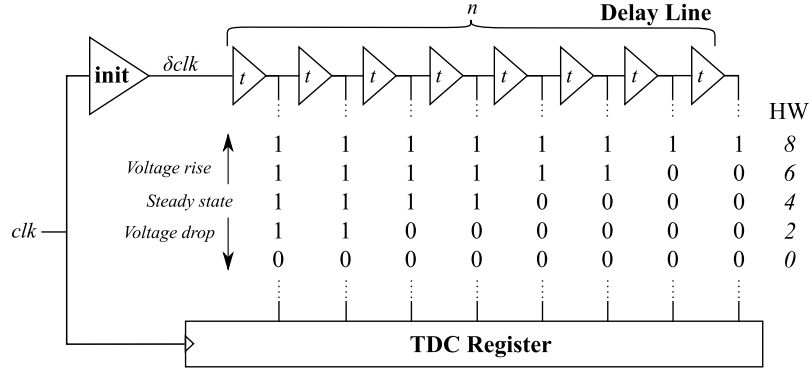 n
Delay Line
init
δclk
t t t t t t t t
HW
1 1 1 1 1 1 1 1 8
Voltage rise
1 1 1 1 1 1 0 0 6
Steady state
1 1 1 1 0 0 0 0 4
clk
Voltage drop
1 1 0 0 0 0 0 0 2
0 0 0 0 0 0 0 0 0
TDC Register